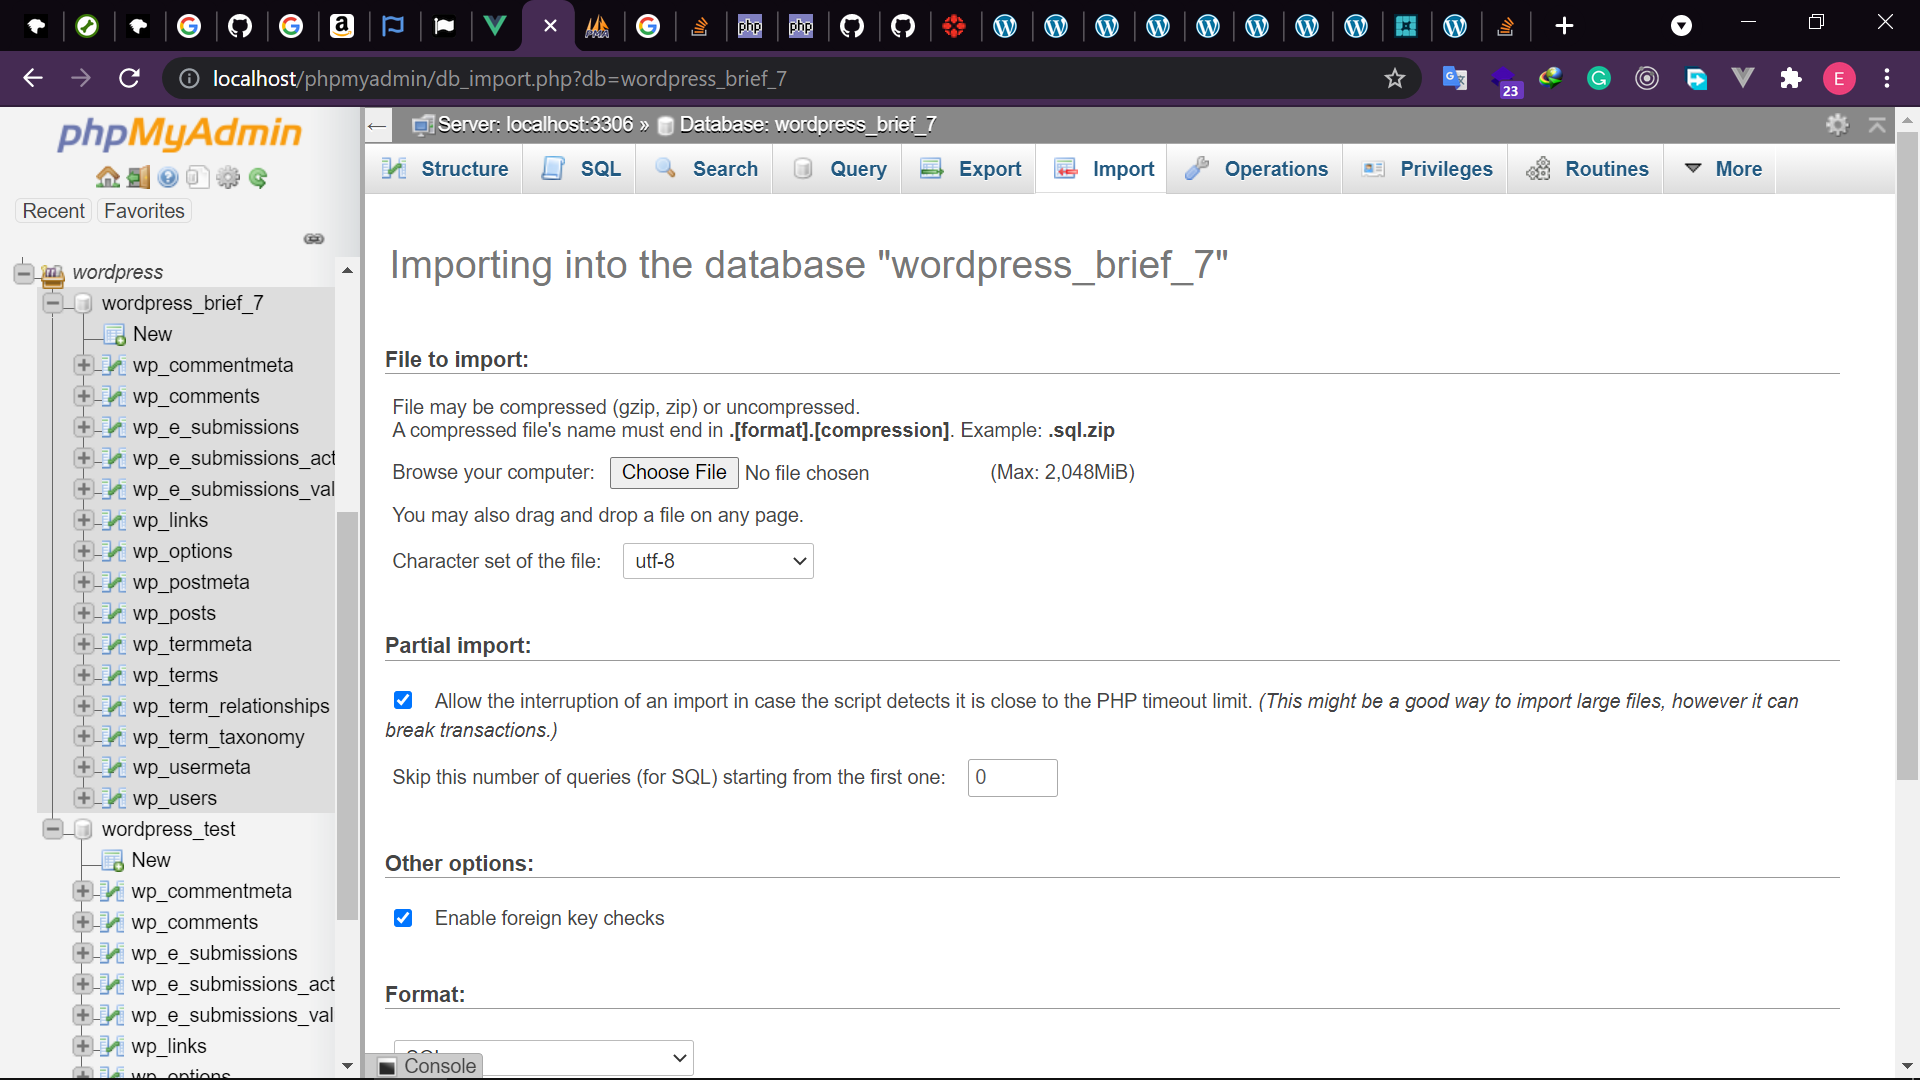 localhost/phpmyadmin/db_import.php?db=wordpress_brief_7
23
E
phpMyAdmin
Recent
Favorites
wordpress
wordpress_brief_7
New
wp_commentmeta
wp_comments
wp_e_submissions
wp_e_submissions_act
wp_e_submissions_val
wp_links
wp_options
wp_postmeta
wp_posts
wp_termmeta
wp_terms
wp_term_relationships
wp_term_taxonomy
wp_usermeta
wp_users
wordpress_test
New
wp_commentmeta
wp_comments
wp_e_submissions
wp_e_submissions_act
wp_e_submissions_val
wp_links
wp_options
Server: localhost:3306 » Database: wordpress_brief_7
Structure
SQL
Search
Query
Export
Import
Operations
Privileges
Routines
More
Importing into the database "wordpress_brief_7"
File to import:
File may be compressed (gzip, zip) or uncompressed.
A compressed file's name must end in .[format].[compression]. Example: .sql.zip
Browse your computer: Choose File No file chosen (Max: 2,048MiB)
You may also drag and drop a file on any page.
Character set of the file: utf-8
Partial import:
Allow the interruption of an import in case the script detects it is close to the PHP timeout limit. (This might be a good way to import large files, however it can
break transactions.)
Skip this number of queries (for SQL) starting from the first one: 0
Other options:
Enable foreign key checks
Format:
SQL
Console